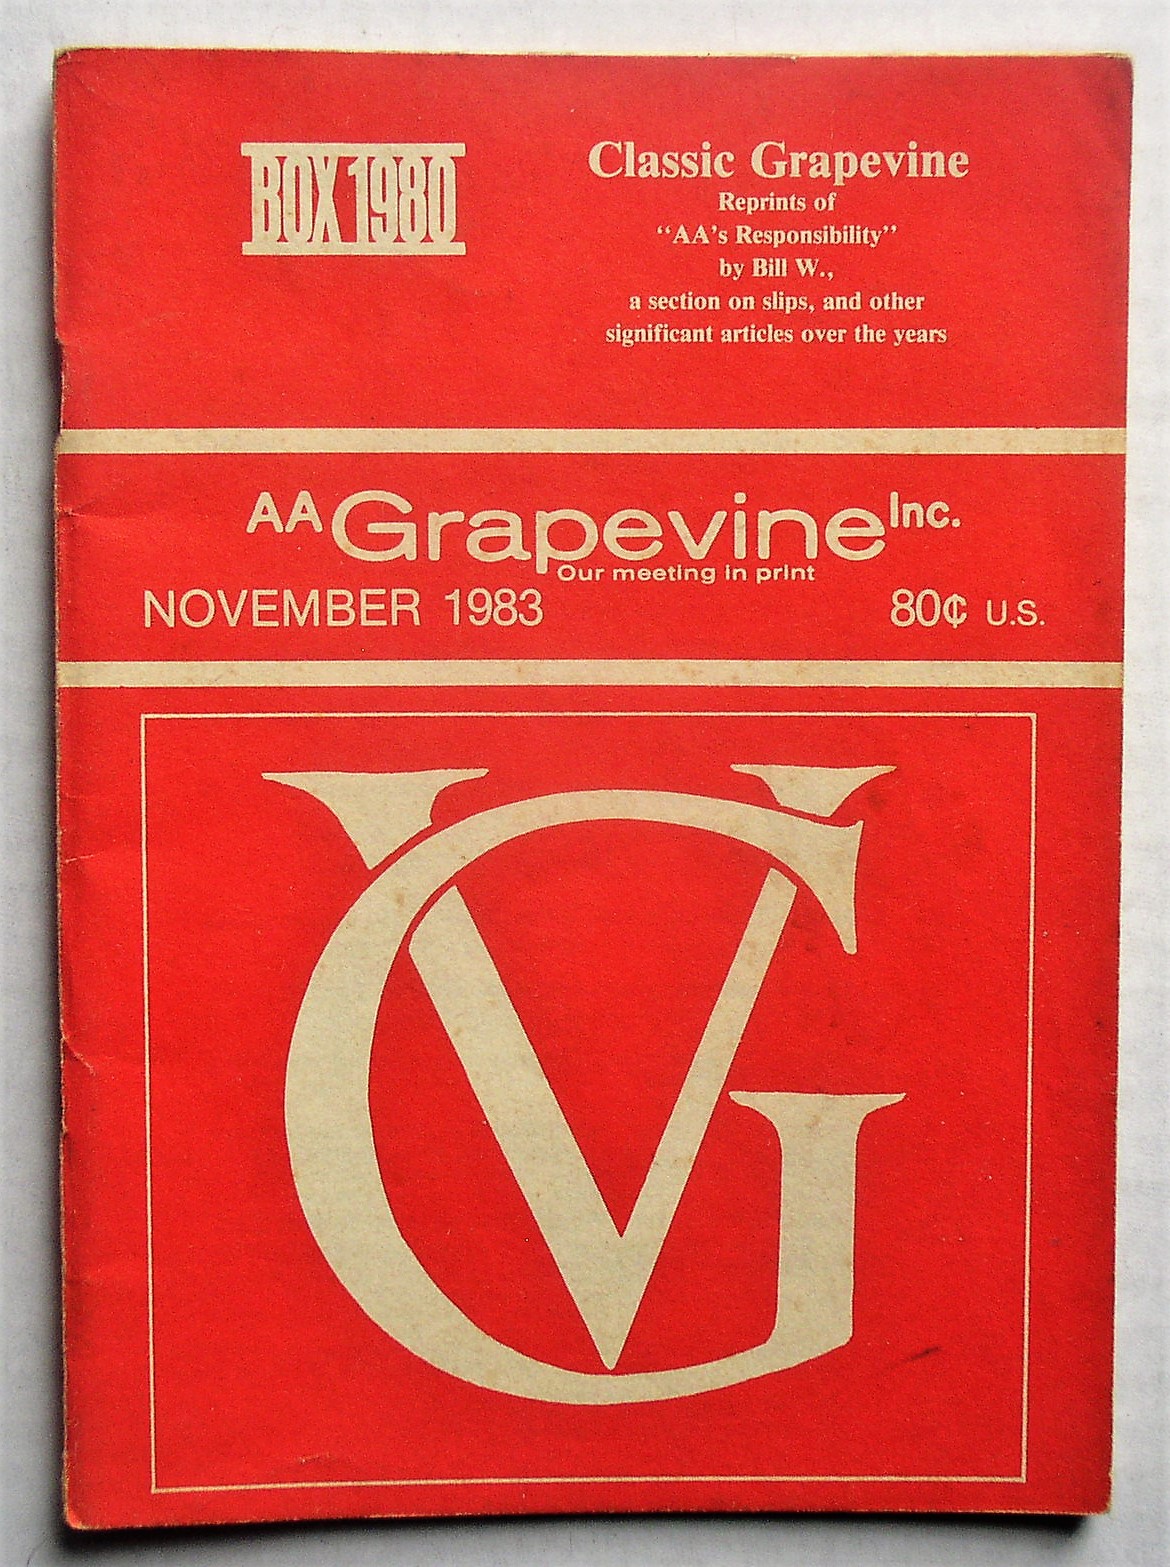 BOX 1980
Classic Grapevine
Reprints of
“AA’s Responsibility”
by Bill W.,
a section on slips, and other
significant articles over the years
AA Grapevine Inc.
Our meeting in print
NOVEMBER 1983
80¢ U.S.
GV